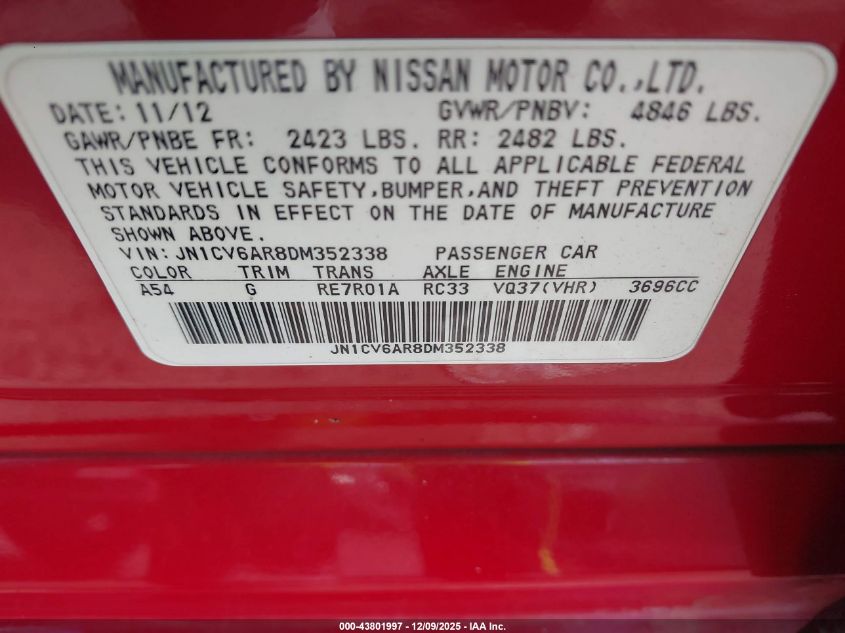 MANUFACTURED BY NISSAN MOTOR CO.,LTD.
DATE: 11/12 GVWR/PNBV: 4846 LBS.
GAWR/PNBE FR: 2423 LBS. RR: 2482 LBS.
THIS VEHICLE CONFORMS TO ALL APPLICABLE FEDERAL
MOTOR VEHICLE SAFETY,BUMPER,AND THEFT PREVENTION
STANDARDS IN EFFECT ON THE DATE OF MANUFACTURE
SHOWN ABOVE.
VIN: JN1CV6AR8DM352338 PASSENGER CAR
COLOR TRIM TRANS AXLE ENGINE
A54 G RE7R01A RC33 VQ37(VHR) 3696CC
JN1CV6AR8DM352338
000-43801997 - 12/09/2025 - IAA Inc.